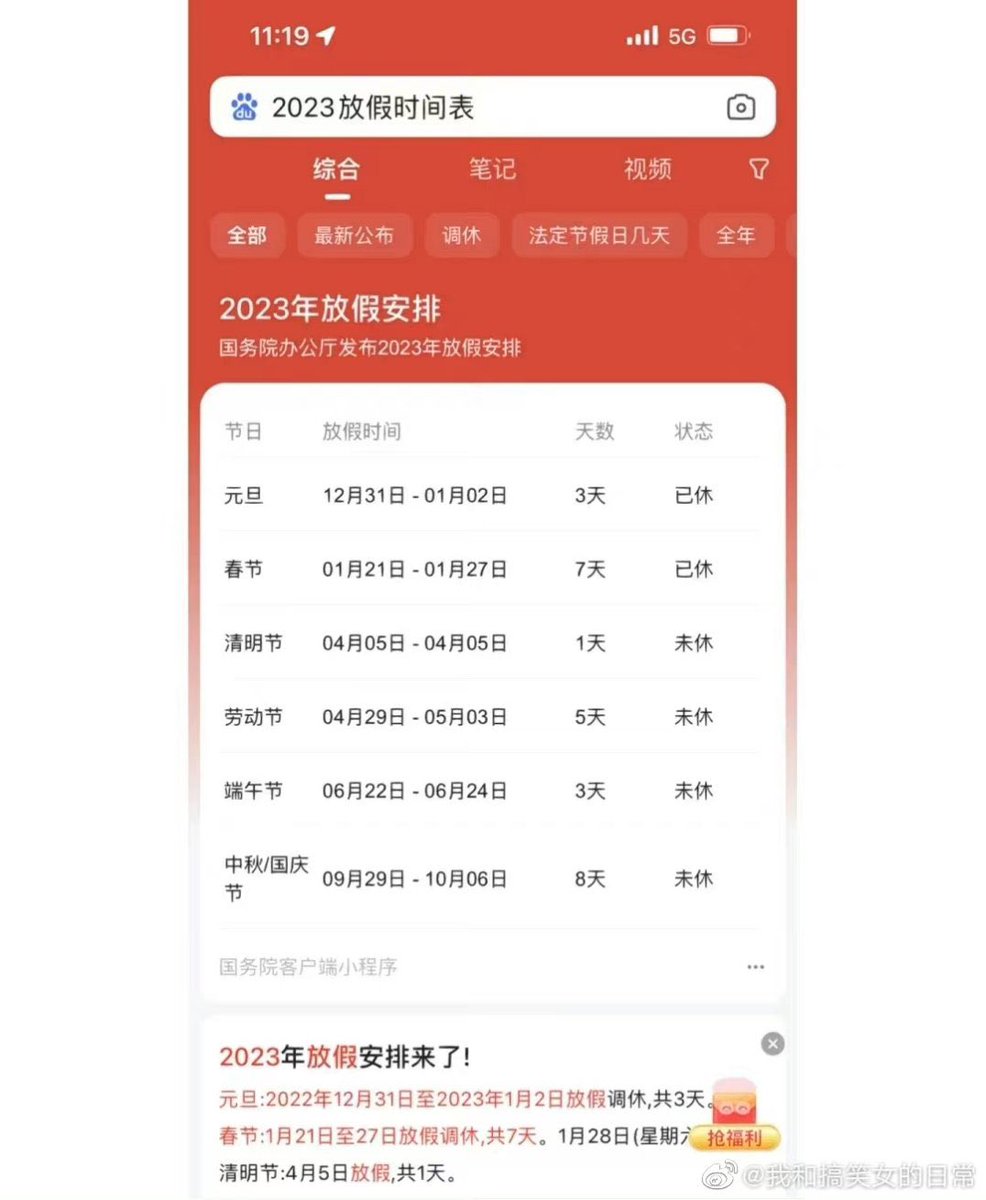 11:19 5G
du 2023放假时间表
综合 笔记 视频
全部 最新公布 调休 法定节假日几天 全年
2023年放假安排
国务院办公厅发布2023年放假安排
节日 放假时间 天数 状态
元旦 12月31日 - 01月02日 3天 已休
春节 01月21日 - 01月27日 7天 已休
清明节 04月05日 - 04月05日 1天 未休
劳动节 04月29日 - 05月03日 5天 未休
端午节 06月22日 - 06月24日 3天 未休
中秋/国庆
节 09月29日 - 10月06日 8天 未休
国务院客户端小程序
2023年放假安排来了!
元旦:2022年12月31日至2023年1月2日放假调休,共3天。
春节:1月21日至27日放假调休,共7天。1月28日(星期六
抢福利
清明节:4月5日放假,共1天。
@我和搞笑女的日常